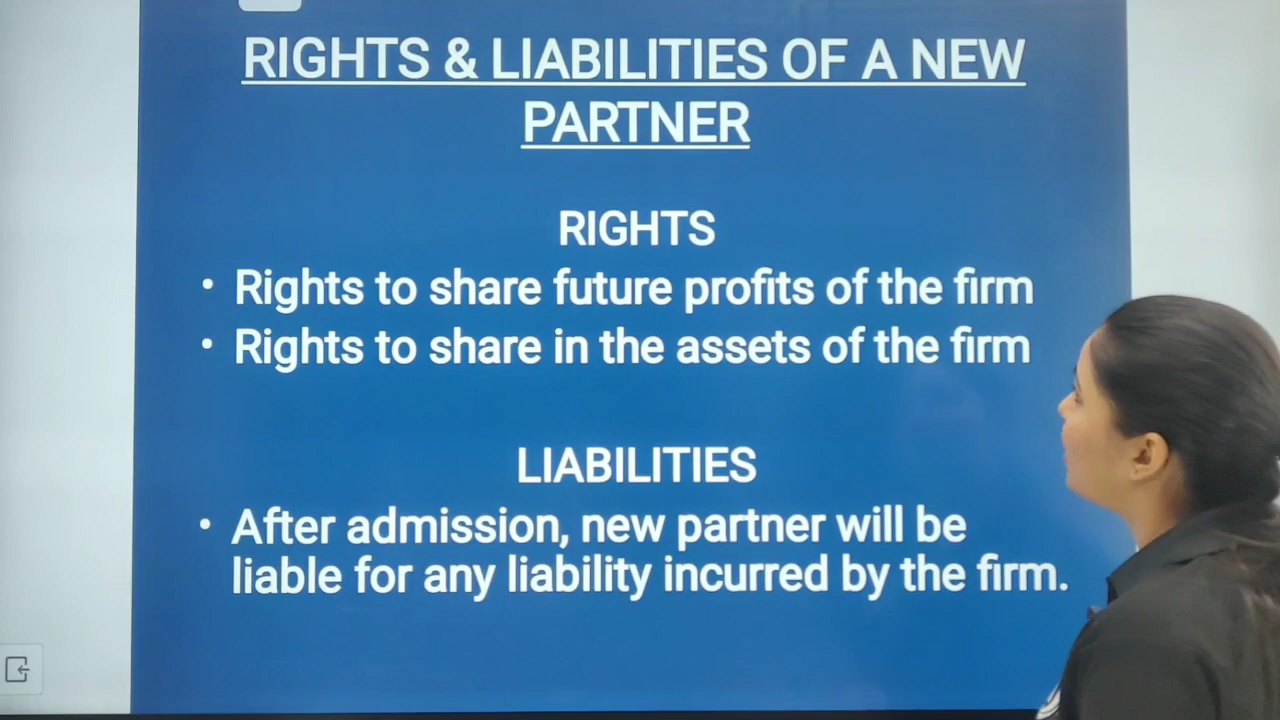 RIGHTS & LIABILITIES OF A NEW
PARTNER
RIGHTS
• Rights to share future profits of the firm
• Rights to share in the assets of the firm
LIABILITIES
• After admission, new partner will be
liable for any liability incurred by the firm.